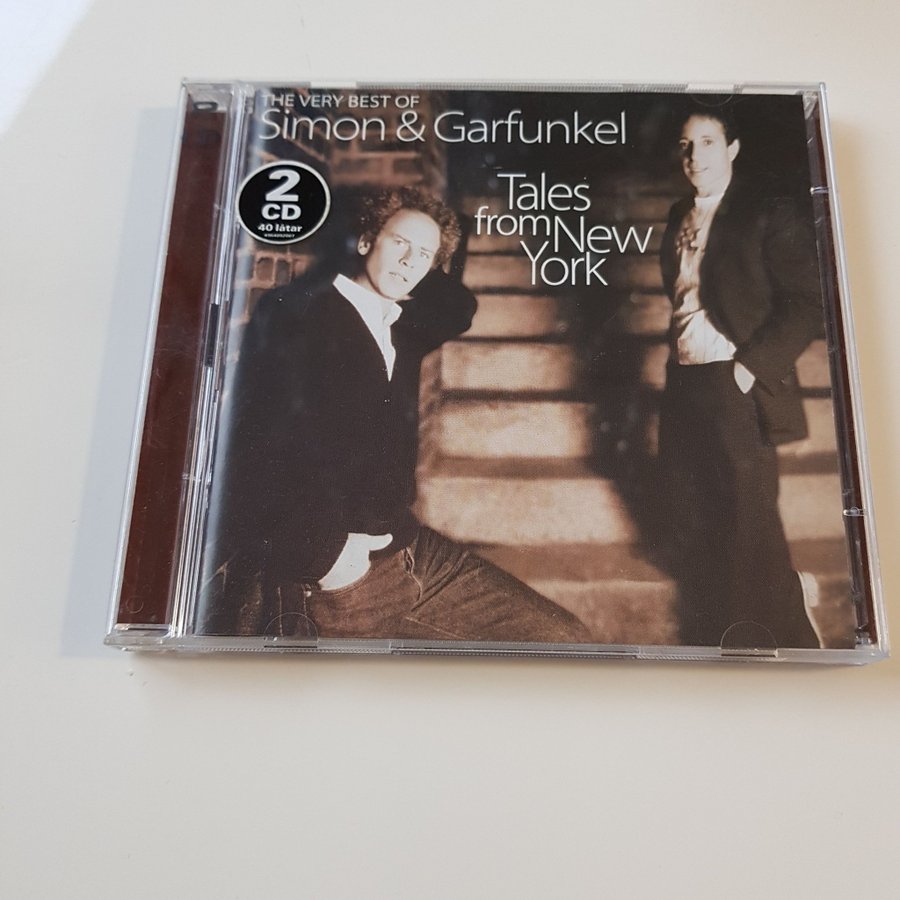 THE VERY BEST OF
Simon & Garfunkel
2
CD
40 låtar
Tales
from New
York